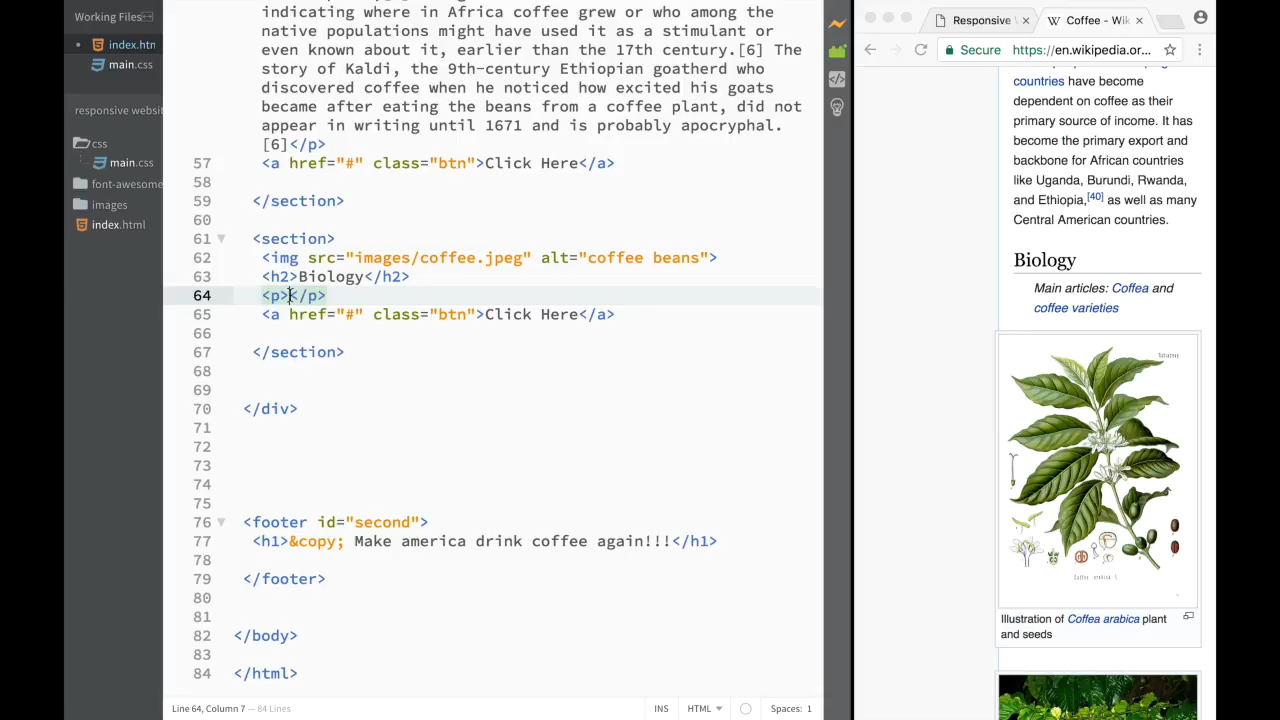 Working Files
index.htn
main.css
responsive websit
css
main.css
font-awesome
images
index.html
indicating where in Africa coffee grew or who among the
native populations might have used it as a stimulant or
even known about it, earlier than the 17th century.[6] The
story of Kaldi, the 9th-century Ethiopian goatherd who
discovered coffee when he noticed how excited his goats
became after eating the beans from a coffee plant, did not
appear in writing until 1671 and is probably apocryphal.
[6]</p>
57 <a href="#" class="btn">Click Here</a>
58
59 </section>
60
61 <section>
62 <img src="images/coffee.jpeg" alt="coffee beans">
63 <h2>Biology</h2>
64 <p></p>
65 <a href="#" class="btn">Click Here</a>
66
67 </section>
68
69
70 </div>
71
72
73
74
75
76 <footer id="second">
77 <h1>&copy; Make america drink coffee again!!!</h1>
78
79 </footer>
80
81
82 </body>
83
84 </html>
Line 64, Column 7 — 84 Lines
INS HTML Spaces: 1
Responsive Coffee - Wik
Secure https://en.wikipedia.or...
countries have become
dependent on coffee as their
primary source of income. It has
become the primary export and
backbone for African countries
like Uganda, Burundi, Rwanda,
and Ethiopia,[40] as well as many
Central American countries.
Biology
Main articles: Coffea and
coffee varieties
Coffea arabica L
Illustration of Coffea arabica plant
and seeds